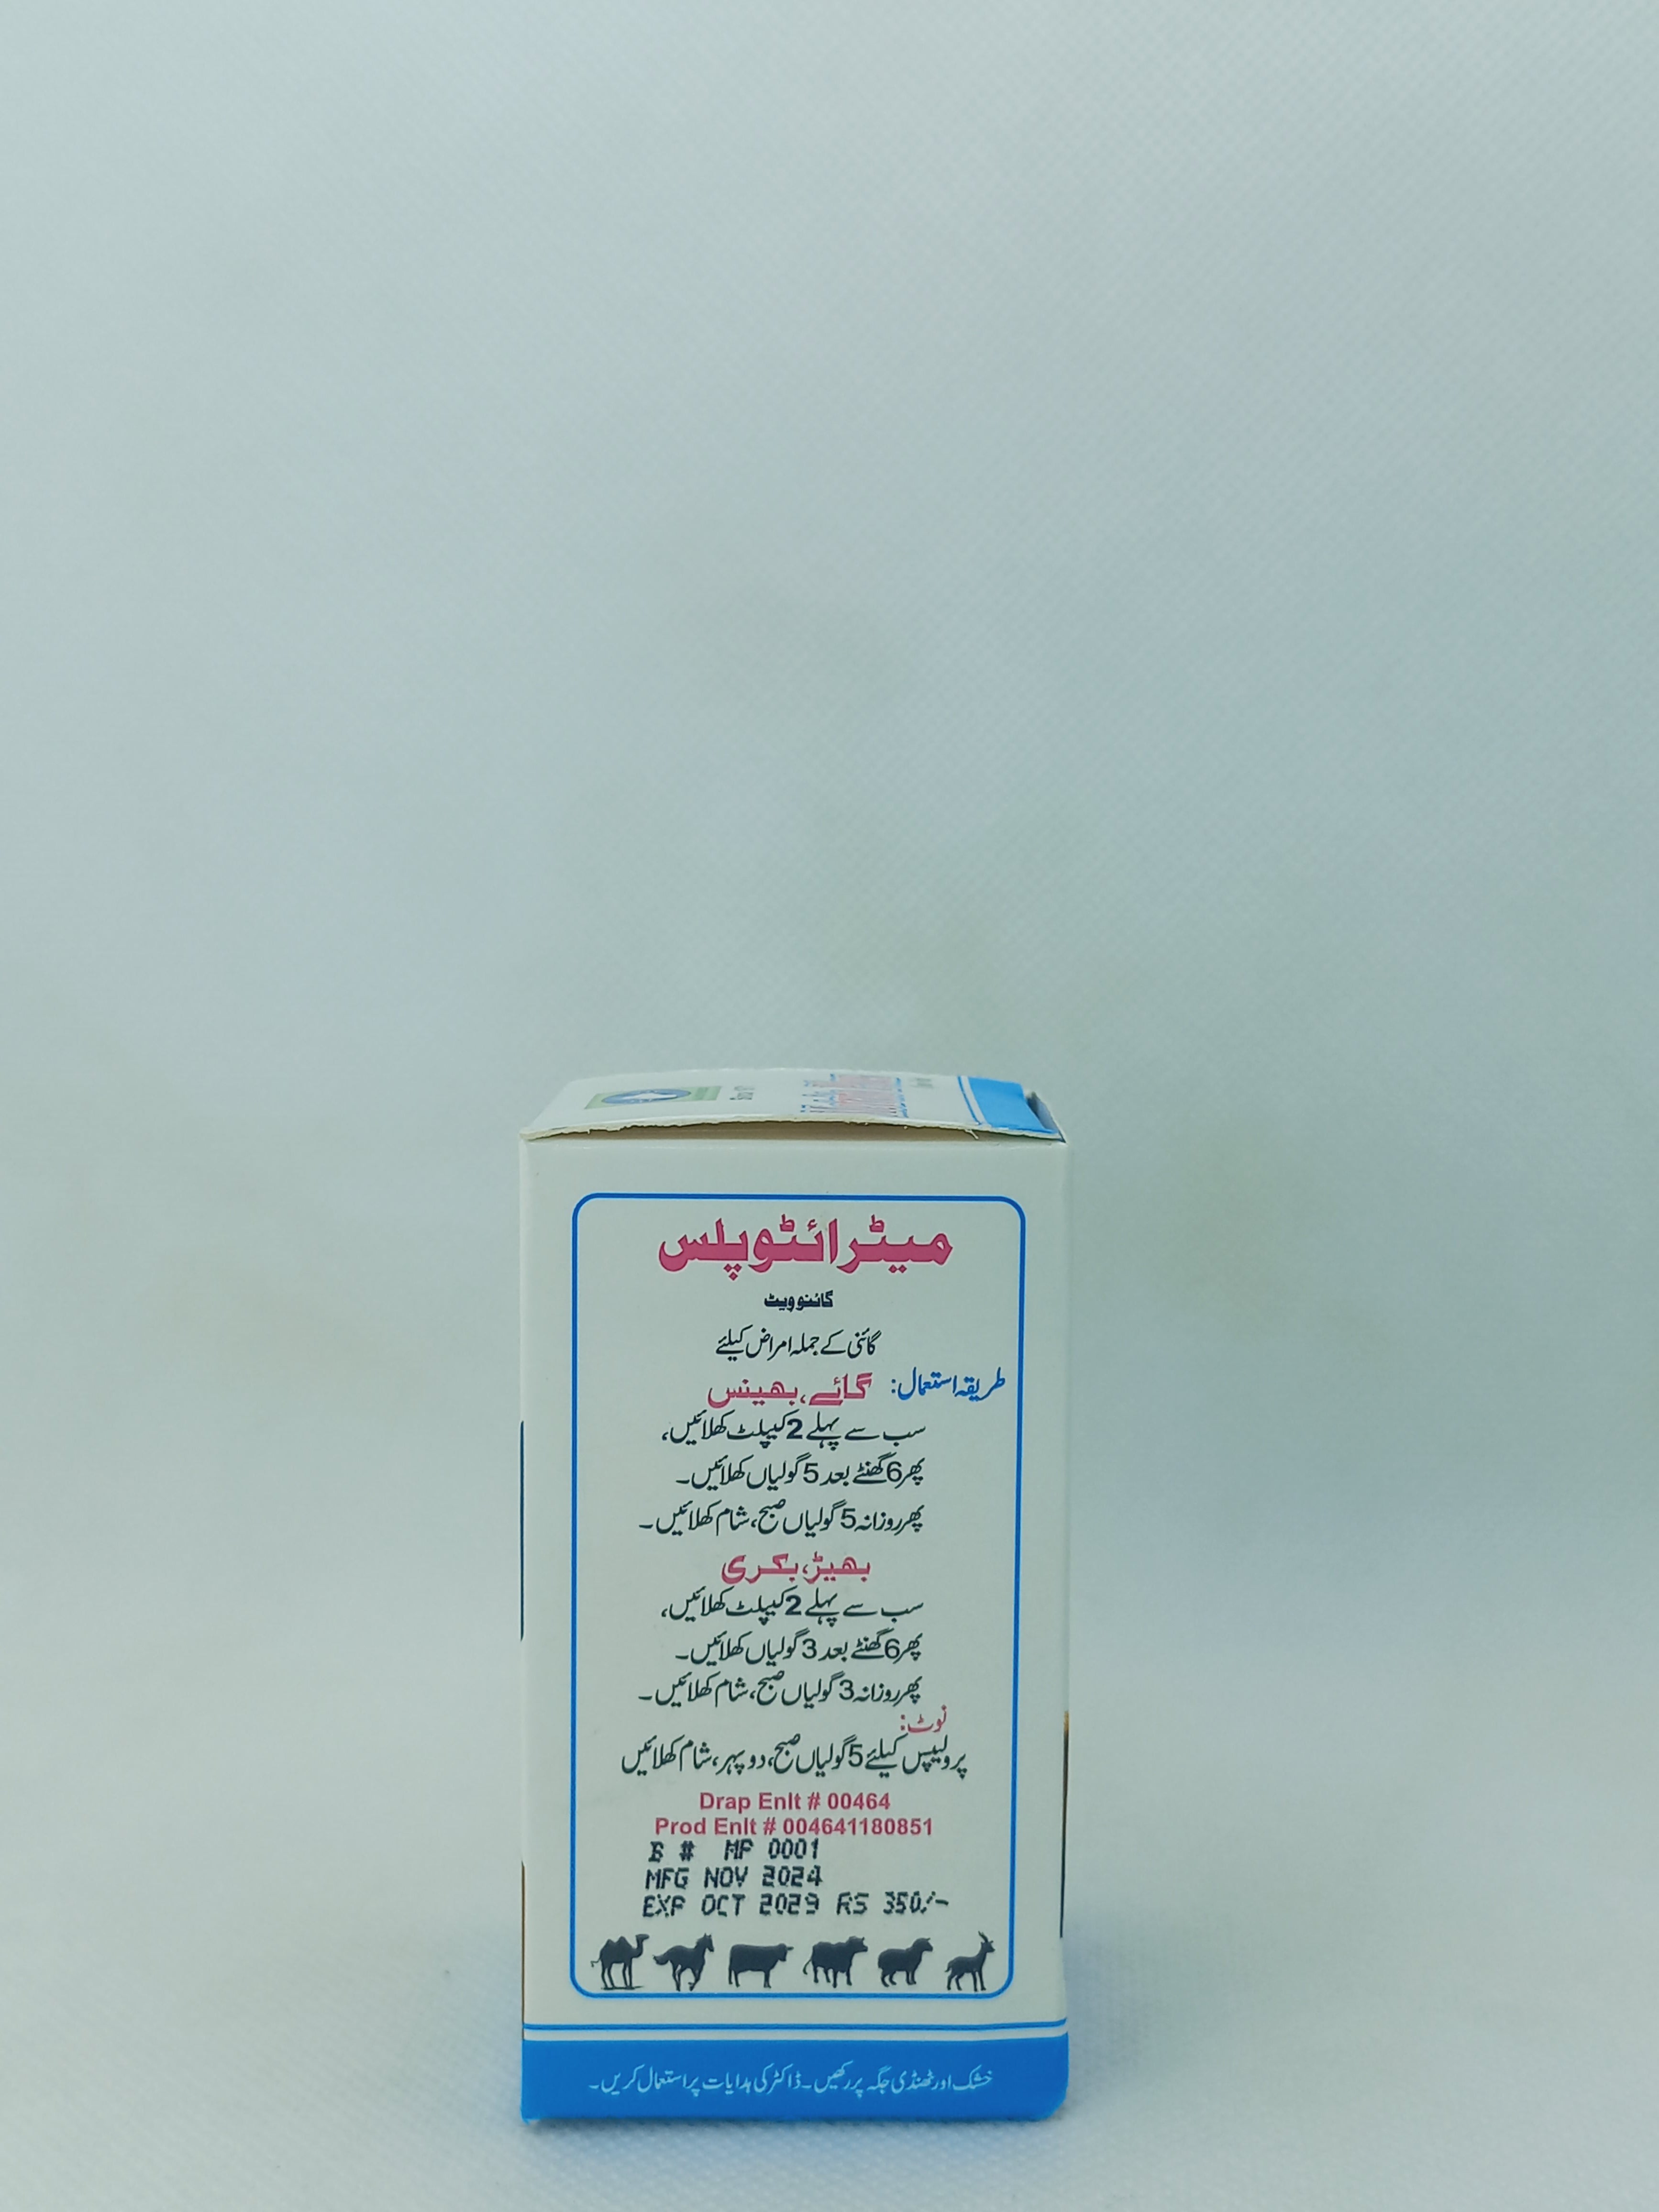 میٹرائٹوپلس
گائنوویٹ
گائنی کے جملہ امراض کیلئے
طریقہ استعمال: گائے، بھینس
سب سے پہلے 2 کیپلٹ کھلائیں،
پھر 6 گھنٹے بعد 5 گولیاں کھلائیں۔
پھر روزانہ 5 گولیاں صبح، شام کھلائیں۔
بھیڑ، بکری
سب سے پہلے 2 کیپلٹ کھلائیں،
پھر 6 گھنٹے بعد 3 گولیاں کھلائیں۔
پھر روزانہ 3 گولیاں صبح، شام کھلائیں۔
نوٹ:
پرولیپس کیلئے 5 گولیاں صبح، دوپہر، شام کھلائیں
Drap Enlt # 00464
Prod Enlt # 004641180851
B # MP 0001
MFG NOV 2024
EXP OCT 2029 RS 350/-
خشک اور ٹھنڈی جگہ پر رکھیں۔ ڈاکٹر کی ہدایات پر استعمال کریں۔